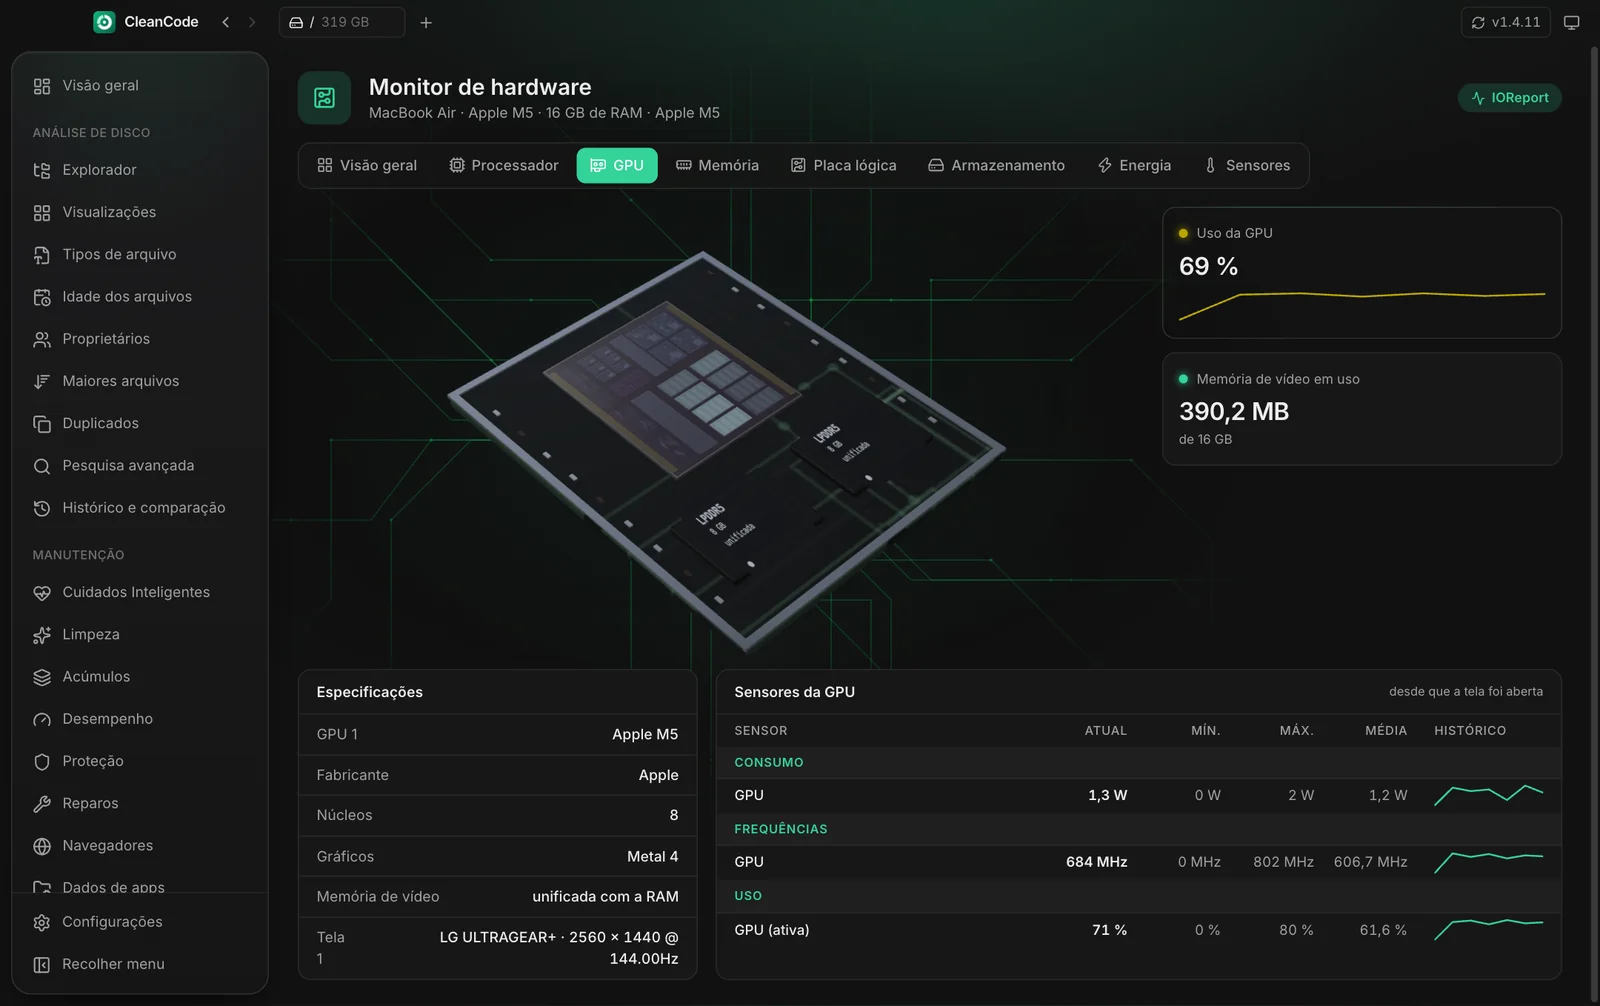 CleanCode
/ 319 GB
v1.4.11
Visão geral
ANÁLISE DE DISCO
Explorador
Visualizações
Tipos de arquivo
Idade dos arquivos
Proprietários
Maiores arquivos
Duplicados
Pesquisa avançada
Histórico e comparação
MANUTENÇÃO
Cuidados Inteligentes
Limpeza
Acúmulos
Desempenho
Proteção
Reparos
Navegadores
Dados de apps
Configurações
Recolher menu
Monitor de hardware
MacBook Air · Apple M5 · 16 GB de RAM · Apple M5
IOReport
Visão geral
Processador
GPU
Memória
Placa lógica
Armazenamento
Energia
Sensores
LPDDR5
8 GB
unificada
LPDDR5
8 GB
unificada
Uso da GPU
69 %
Memória de vídeo em uso
390,2 MB
de 16 GB
Especificações
GPU 1 Apple M5
Fabricante Apple
Núcleos 8
Gráficos Metal 4
Memória de vídeo unificada com a RAM
Tela LG ULTRAGEAR+ · 2560 × 1440 @
1 144.00Hz
Sensores da GPU desde que a tela foi aberta
SENSOR ATUAL MÍN. MÁX. MÉDIA HISTÓRICO
CONSUMO
GPU 1,3 W 0 W 2 W 1,2 W
FREQUÊNCIAS
GPU 684 MHz 0 MHz 802 MHz 606,7 MHz
USO
GPU (ativa) 71 % 0 % 80 % 61,6 %